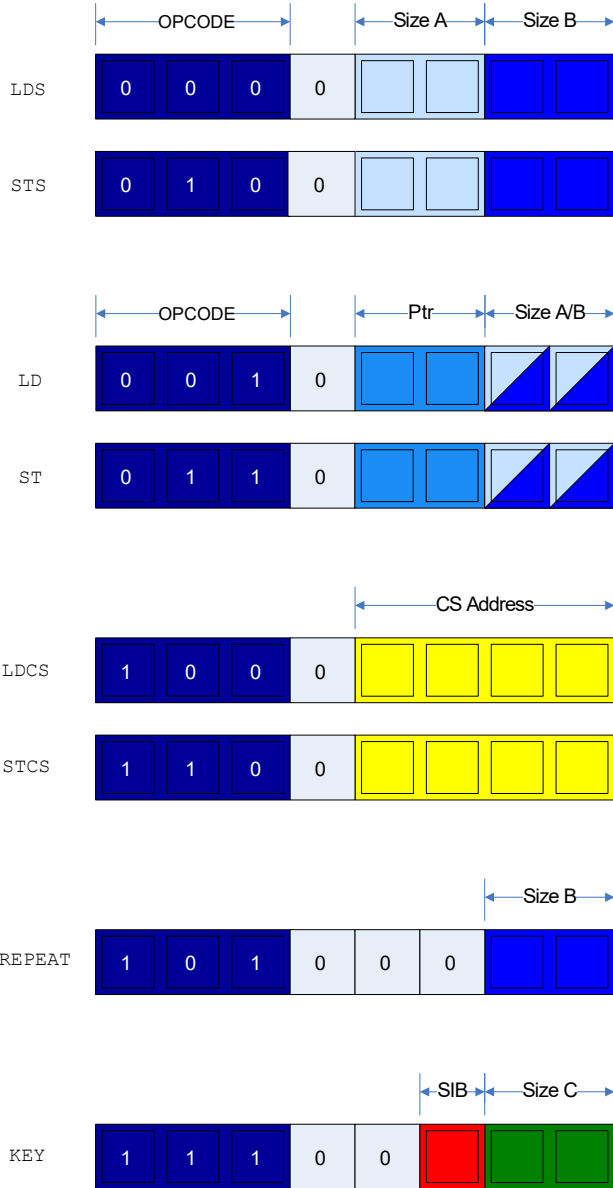 OPCODE Size A Size B
LDS 0 0 0 0
STS 0 1 0 0
OPCODE Ptr Size A/B
LD 0 0 1 0
ST 0 1 1 0
CS Address
LDCS 1 0 0 0
STCS 1 1 0 0
Size B
REPEAT 1 0 1 0 0 0
SIB Size C
KEY 1 1 1 0 0